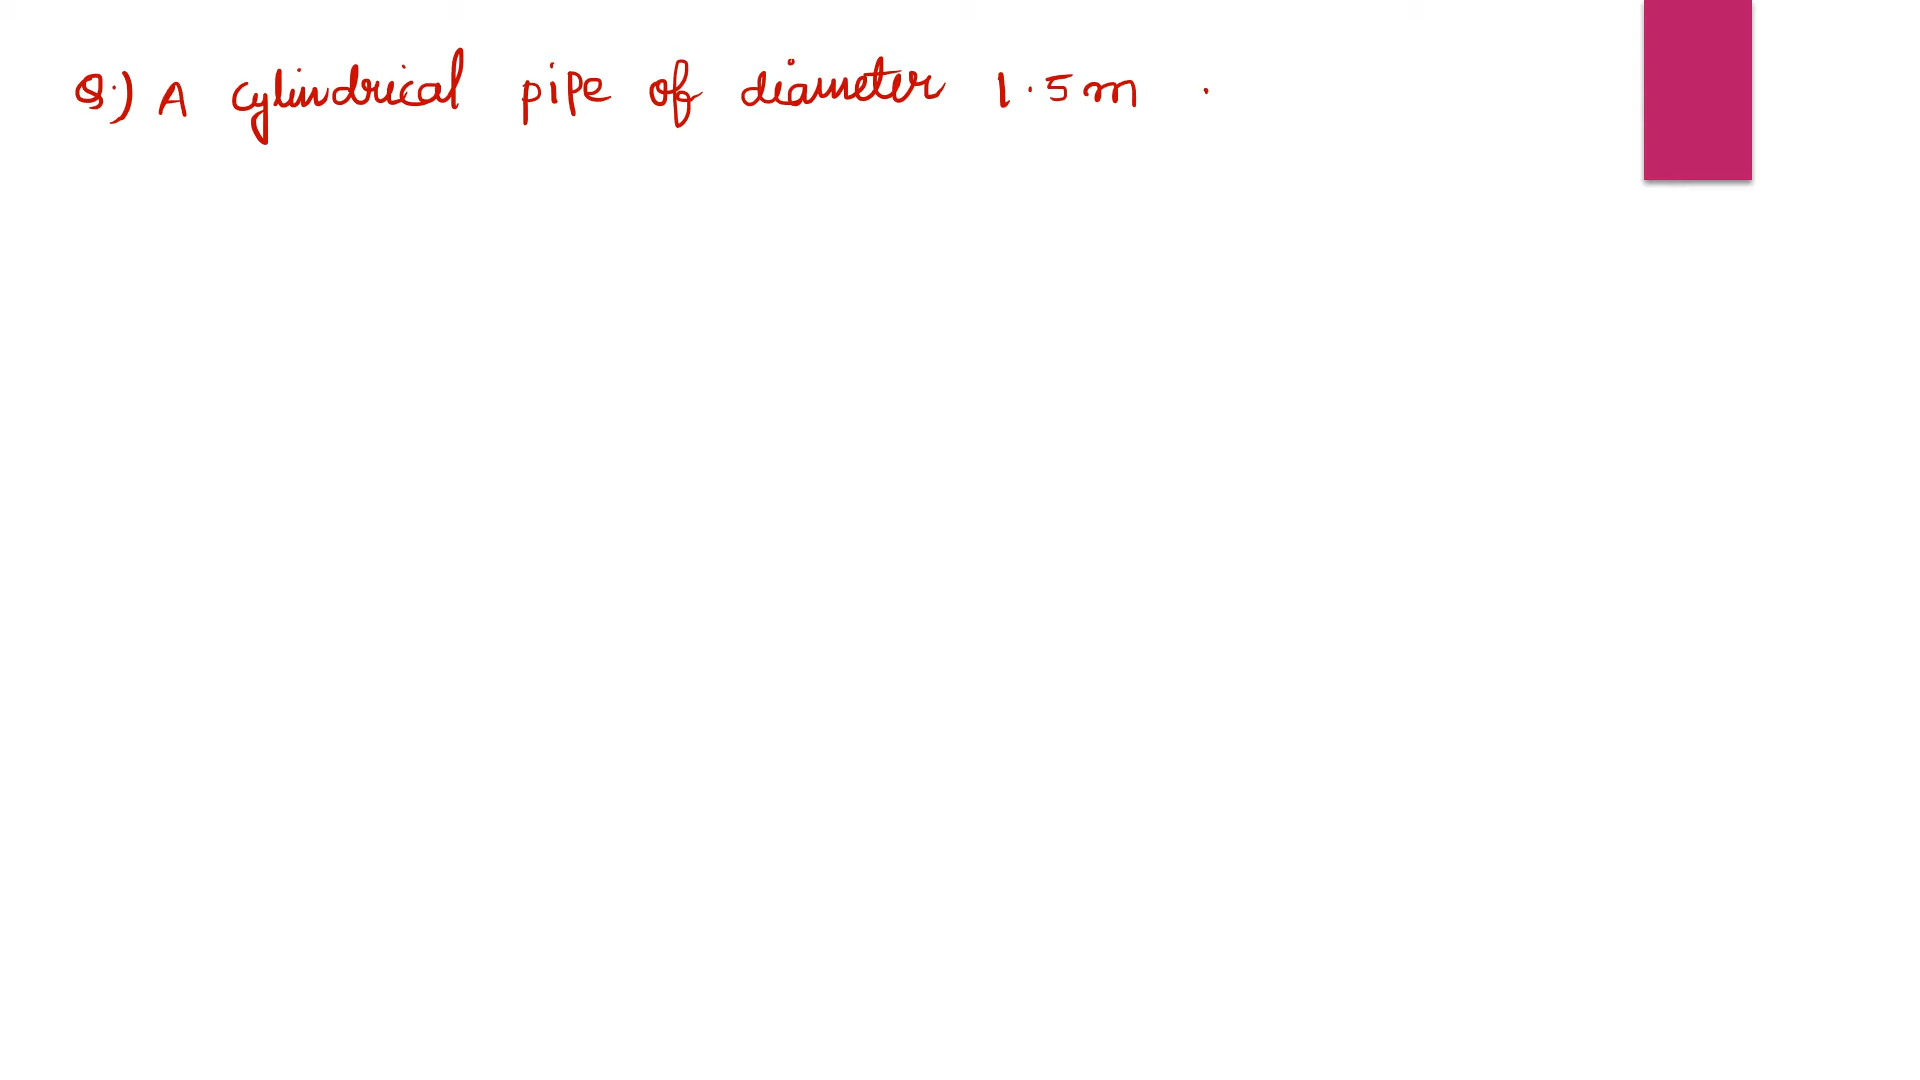 Q.) A cylindrical pipe of diameter 1.5m .